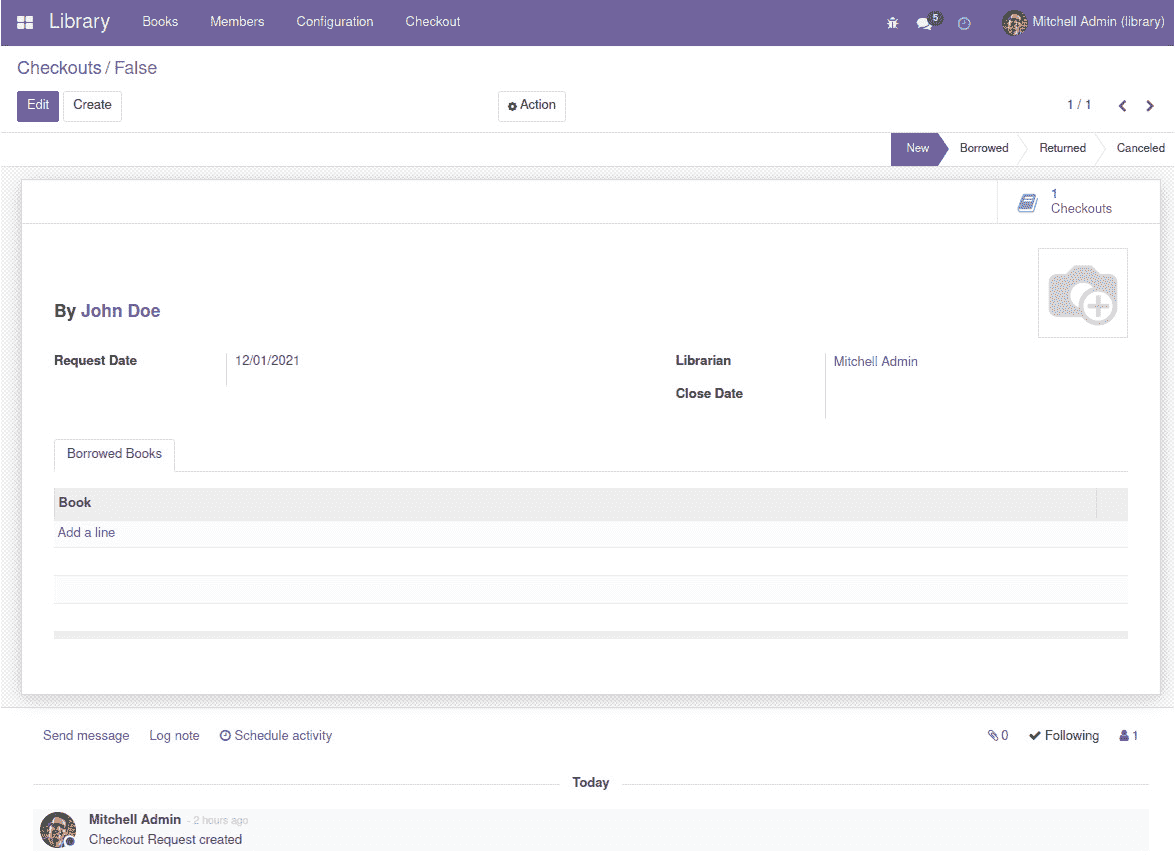 Library Books Members Configuration Checkout 5 Mitchell Admin (library)
Checkouts / False
Edit Create Action 1 / 1
New Borrowed Returned Canceled
1
Checkouts
By John Doe
Request Date 12/01/2021 Librarian Mitchell Admin
Close Date
Borrowed Books
Book
Add a line
Send message Log note Schedule activity 0 Following 1
Today
Mitchell Admin - 2 hours ago
Checkout Request created